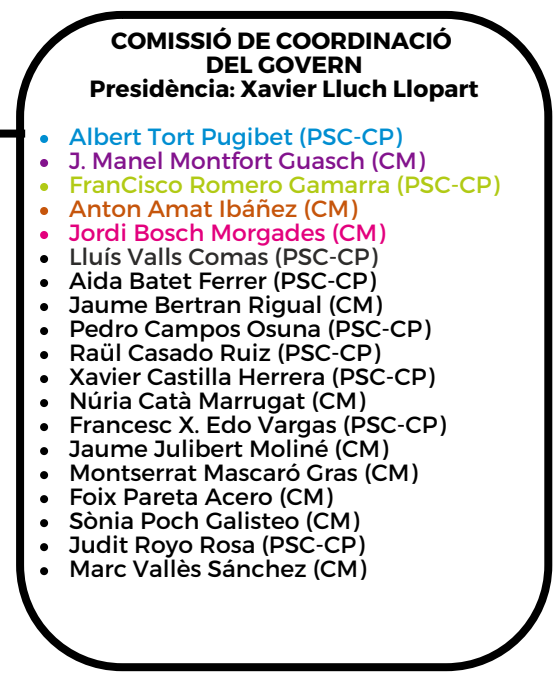 COMISSIÓ DE COORDINACIÓ
DEL GOVERN
Presidència: Xavier Lluch Llopart
• Albert Tort Pugibet (PSC-CP)
• J. Manel Montfort Guasch (CM)
• FranCisco Romero Gamarra (PSC-CP)
• Anton Amat Ibáñez (CM)
• Jordi Bosch Morgades (CM)
• Lluís Valls Comas (PSC-CP)
• Aida Batet Ferrer (PSC-CP)
• Jaume Bertran Rigual (CM)
• Pedro Campos Osuna (PSC-CP)
• Raül Casado Ruiz (PSC-CP)
• Xavier Castilla Herrera (PSC-CP)
• Núria Catà Marrugat (CM)
• Francesc X. Edo Vargas (PSC-CP)
• Jaume Julibert Moliné (CM)
• Montserrat Mascaró Gras (CM)
• Foix Pareta Acero (CM)
• Sònia Poch Galisteo (CM)
• Judit Royo Rosa (PSC-CP)
• Marc Vallès Sánchez (CM)